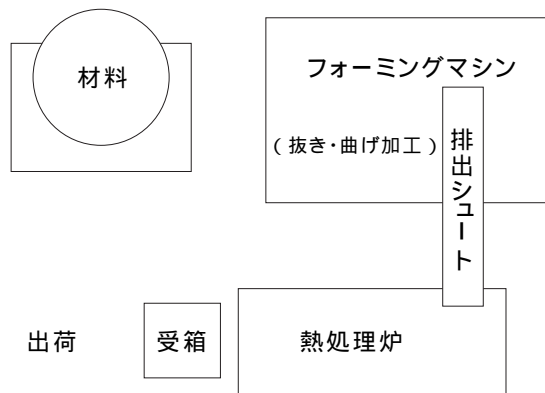 材料
フォーミングマシン
（抜き・曲げ加工）
排出シュート
出荷
受箱
熱処理炉